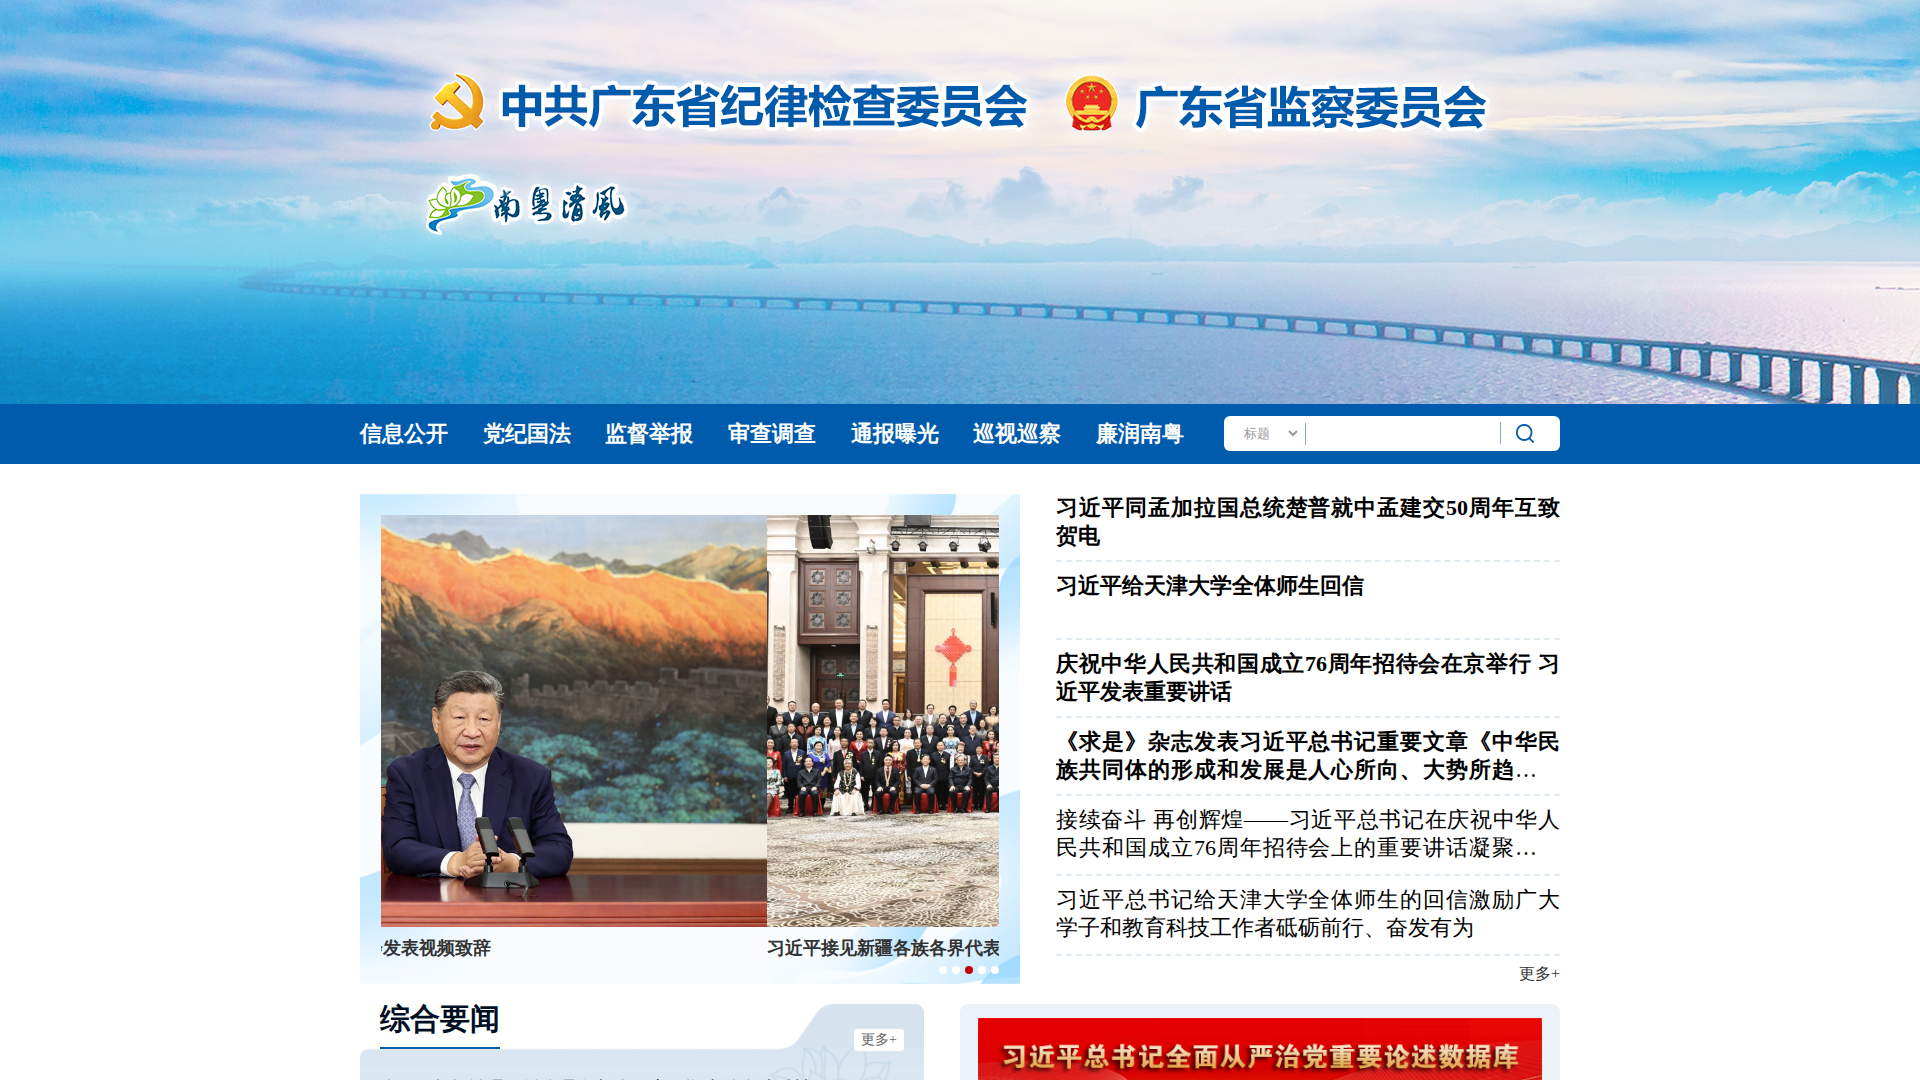 中共广东省纪律检查委员会 广东省监察委员会
南粤清风
信息公开 党纪国法 监督举报 审查调查 通报曝光 巡视巡察 廉润南粤 标题
发表视频致辞
习近平接见新疆各族各界代表
习近平同孟加拉国总统楚普就中孟建交50周年互致
贺电
习近平给天津大学全体师生回信
庆祝中华人民共和国成立76周年招待会在京举行 习
近平发表重要讲话
《求是》杂志发表习近平总书记重要文章《中华民
族共同体的形成和发展是人心所向、大势所趋…
接续奋斗 再创辉煌——习近平总书记在庆祝中华人
民共和国成立76周年招待会上的重要讲话凝聚…
习近平总书记给天津大学全体师生的回信激励广大
学子和教育科技工作者砥砺前行、奋发有为
更多+
综合要闻
更多+
习近平总书记全面从严治党重要论述数据库